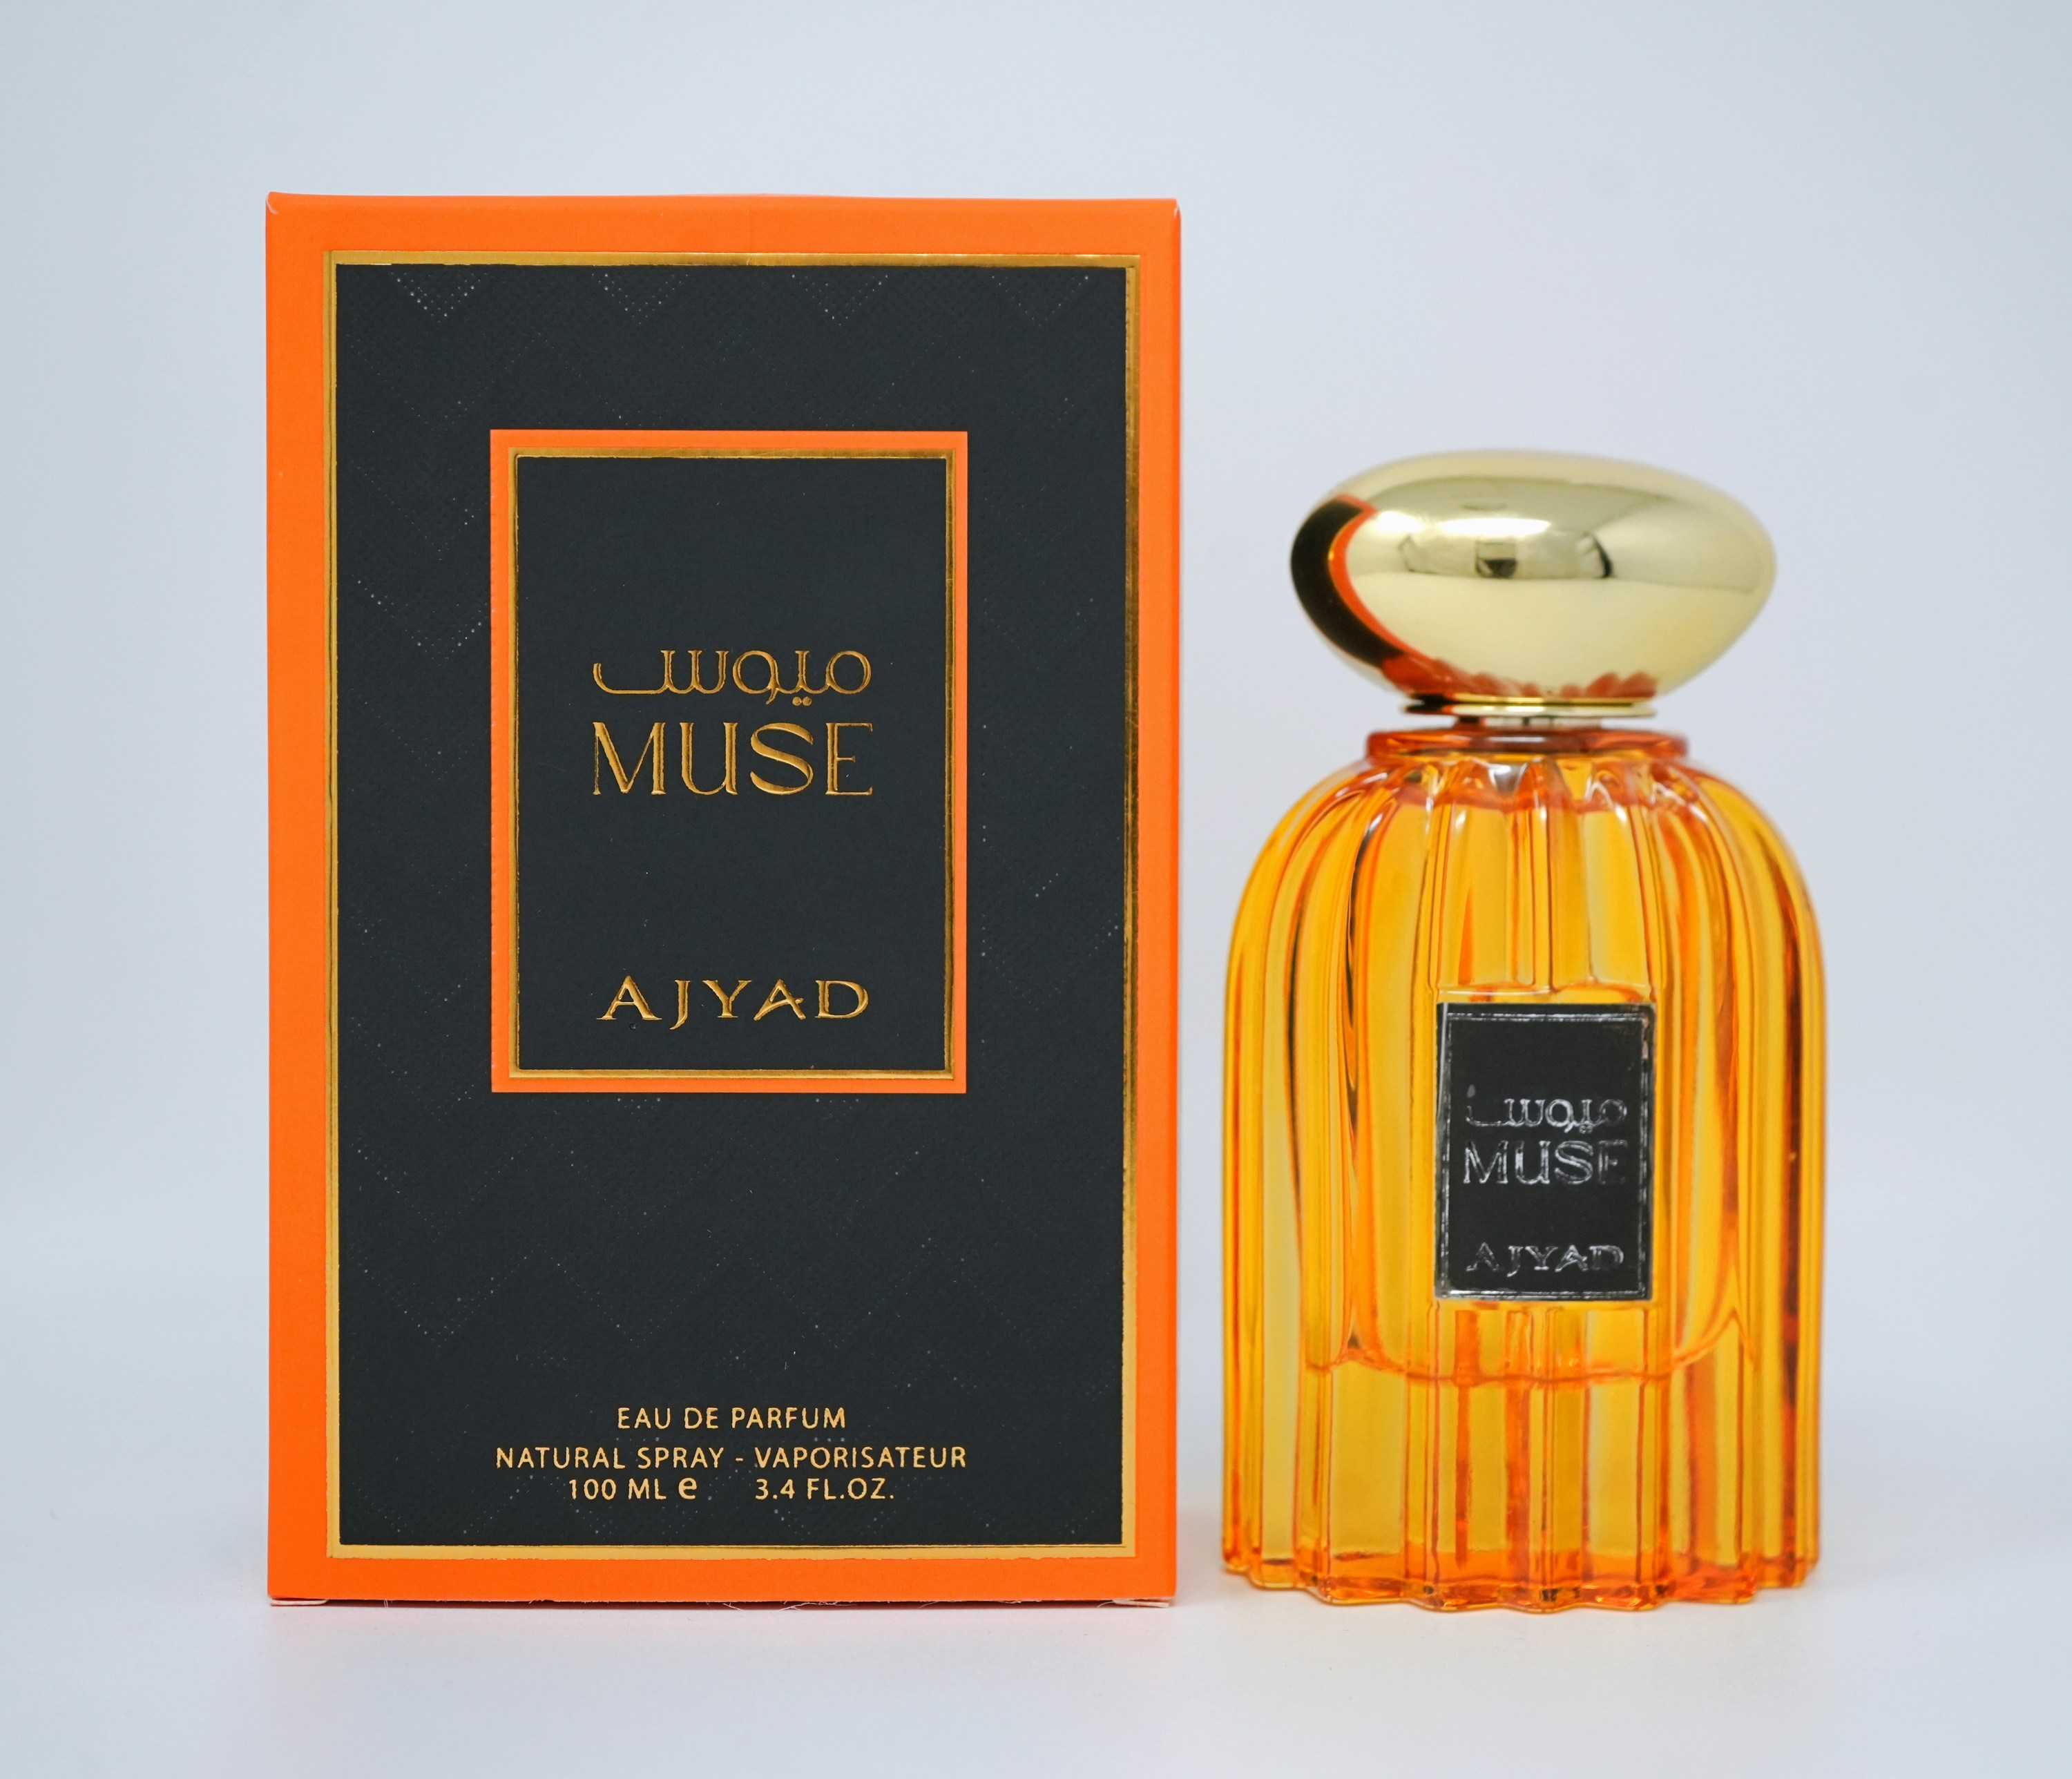 ميوس
MUSE
AJYAD
EAU DE PARFUM
NATURAL SPRAY - VAPORISATEUR
100 ML e 3.4 FL.OZ.
ميوس
MUSE
AJYAD